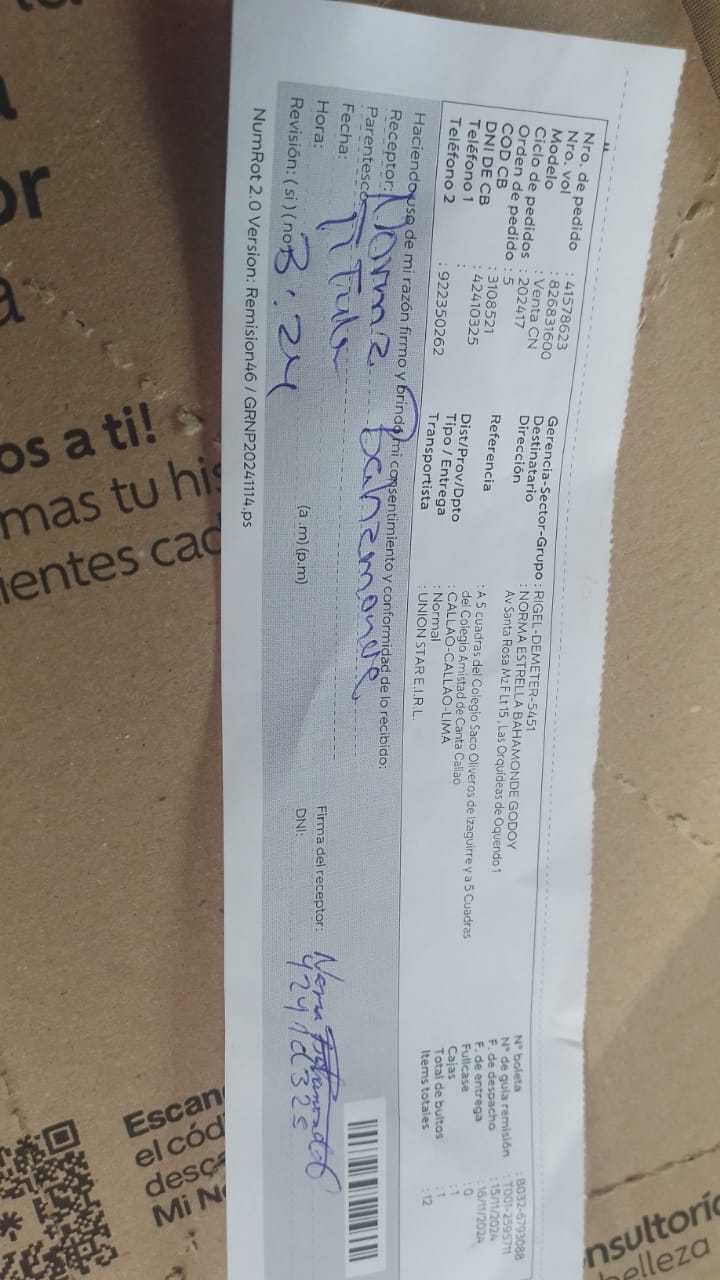 Nro. de pedido : 41578623
Nro. vol : 826831600
Modelo : Venta CN
Ciclo de pedidos : 202417
Orden de pedido : 5
COD CB : 3108521
DNI DE CB : 42410325
Teléfono 1 :
Teléfono 2 : 922350262
Gerencia-Sector-Grupo : RIGEL-DEMETER-5451
Destinatario : NORMA ESTRELLA BAHAMONDE GODOY
Dirección : Av Santa Rosa Mz F Lt 15 , Las Orquídeas de Oquendo 1
Referencia : A 5 cuadras del Colegio Saco Oliveros de Izaguirre y a 5 Cuadras
del Colegio Amistad de Canta Callao
Dist/Prov/Dpto : CALLAO-CALLAO-LIMA
Tipo / Entrega : Normal
Transportista : UNION STAR E.I.R.L.
N° boleta : B032-6793088
N° de guía remisión : T001-2595711
F. de despacho : 15/11/2024
F. de entrega : 16/11/2024
Fullcase : 0
Cajas : 1
Total de bultos : 1
Items totales : 12
Haciendo uso de mi razón firmo y brindo mi consentimiento y conformidad de lo recibido:
Receptor: Norma Bahamonde
Parentesco: Titular
Fecha:
Hora: 3:24 (a.m) (p.m)
Revisión: ( si ) ( no )
Firma del receptor: Norma Bahamonde
DNI: 42410325
NumRot 2.0 Version: Remision46 / GRNP20241114.ps
os a ti!
mas tu his
ientes cad
Escan
el cód
desc
Mi N
nsultorí
belleza